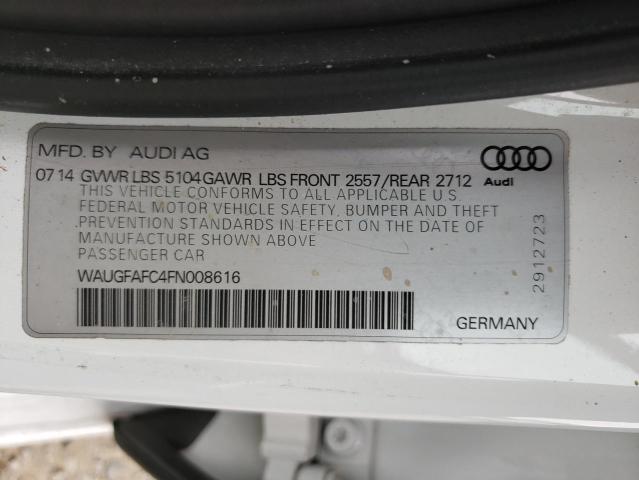 MFD. BY AUDI AG
07 14 GVWR LBS 5104 GAWR LBS FRONT 2557/REAR 2712
Audi
THIS VEHICLE CONFORMS TO ALL APPLICABLE U.S.
FEDERAL MOTOR VEHICLE SAFETY, BUMPER AND THEFT
PREVENTION STANDARDS IN EFFECT ON THE DATE OF
MANUFACTURE SHOWN ABOVE
PASSENGER CAR
WAUGFAFC4FN008616
GERMANY
2912723